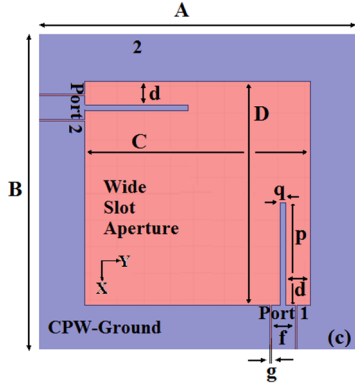 A
2
Port 2
d
D
C
B
Wide
Slot
Aperture
q
p
Y
X
d
Port 1
CPW-Ground
f
(c)
g